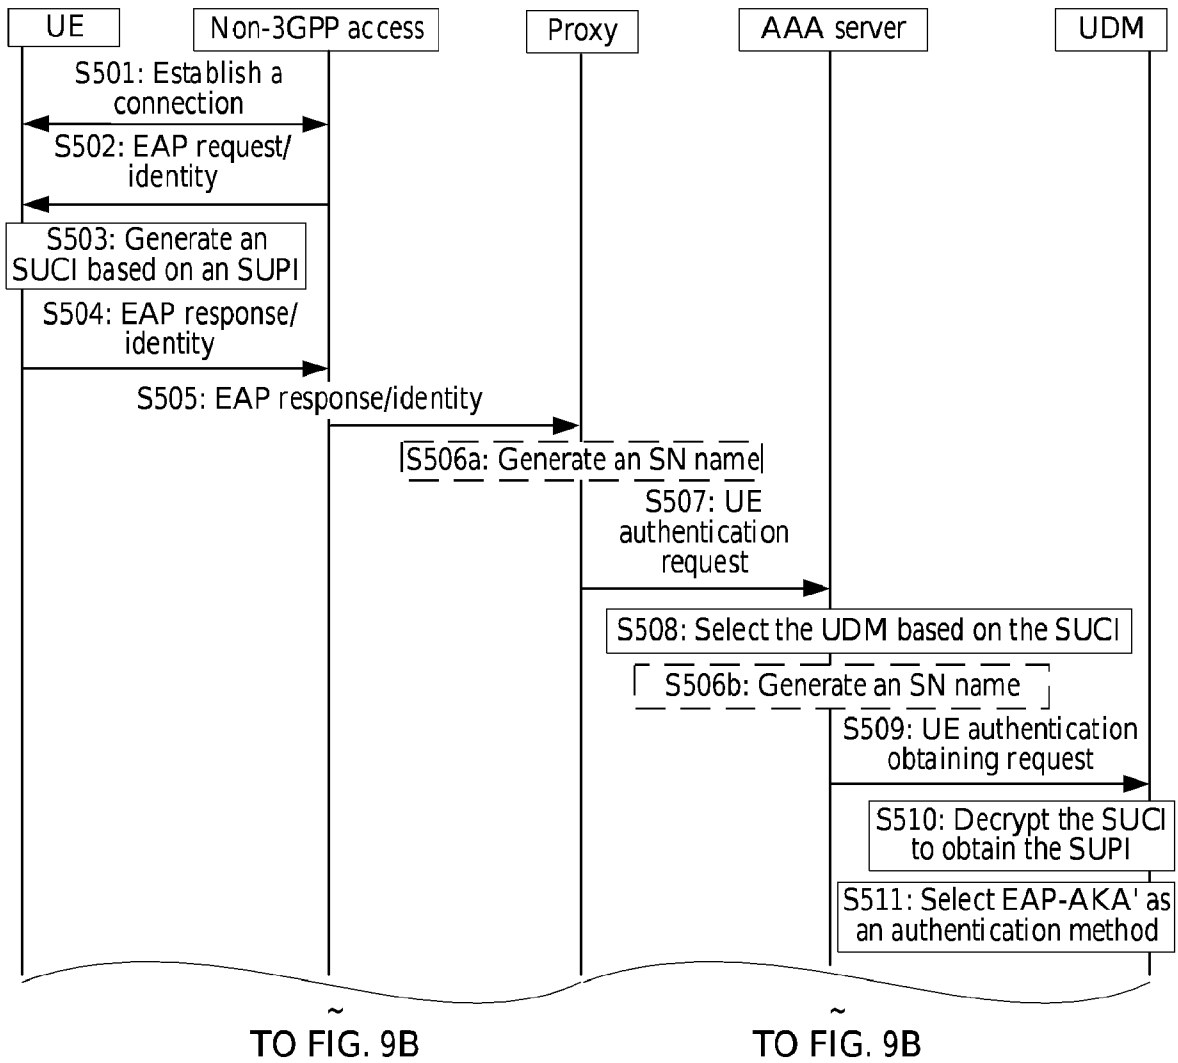 UE
Non-3GPP access
Proxy
AAA server
UDM
S501: Establish a
connection
S502: EAP request/
identity
S503: Generate an
SUCI based on an SUPI
S504: EAP response/
identity
S505: EAP response/identity
S506a: Generate an SN name
S507: UE
authentication
request
S508: Select the UDM based on the SUCI
S506b: Generate an SN name
S509: UE authentication
obtaining request
S510: Decrypt the SUCI
to obtain the SUPI
S511: Select EAP-AKA' as
an authentication method
~
TO FIG. 9B
~
TO FIG. 9B